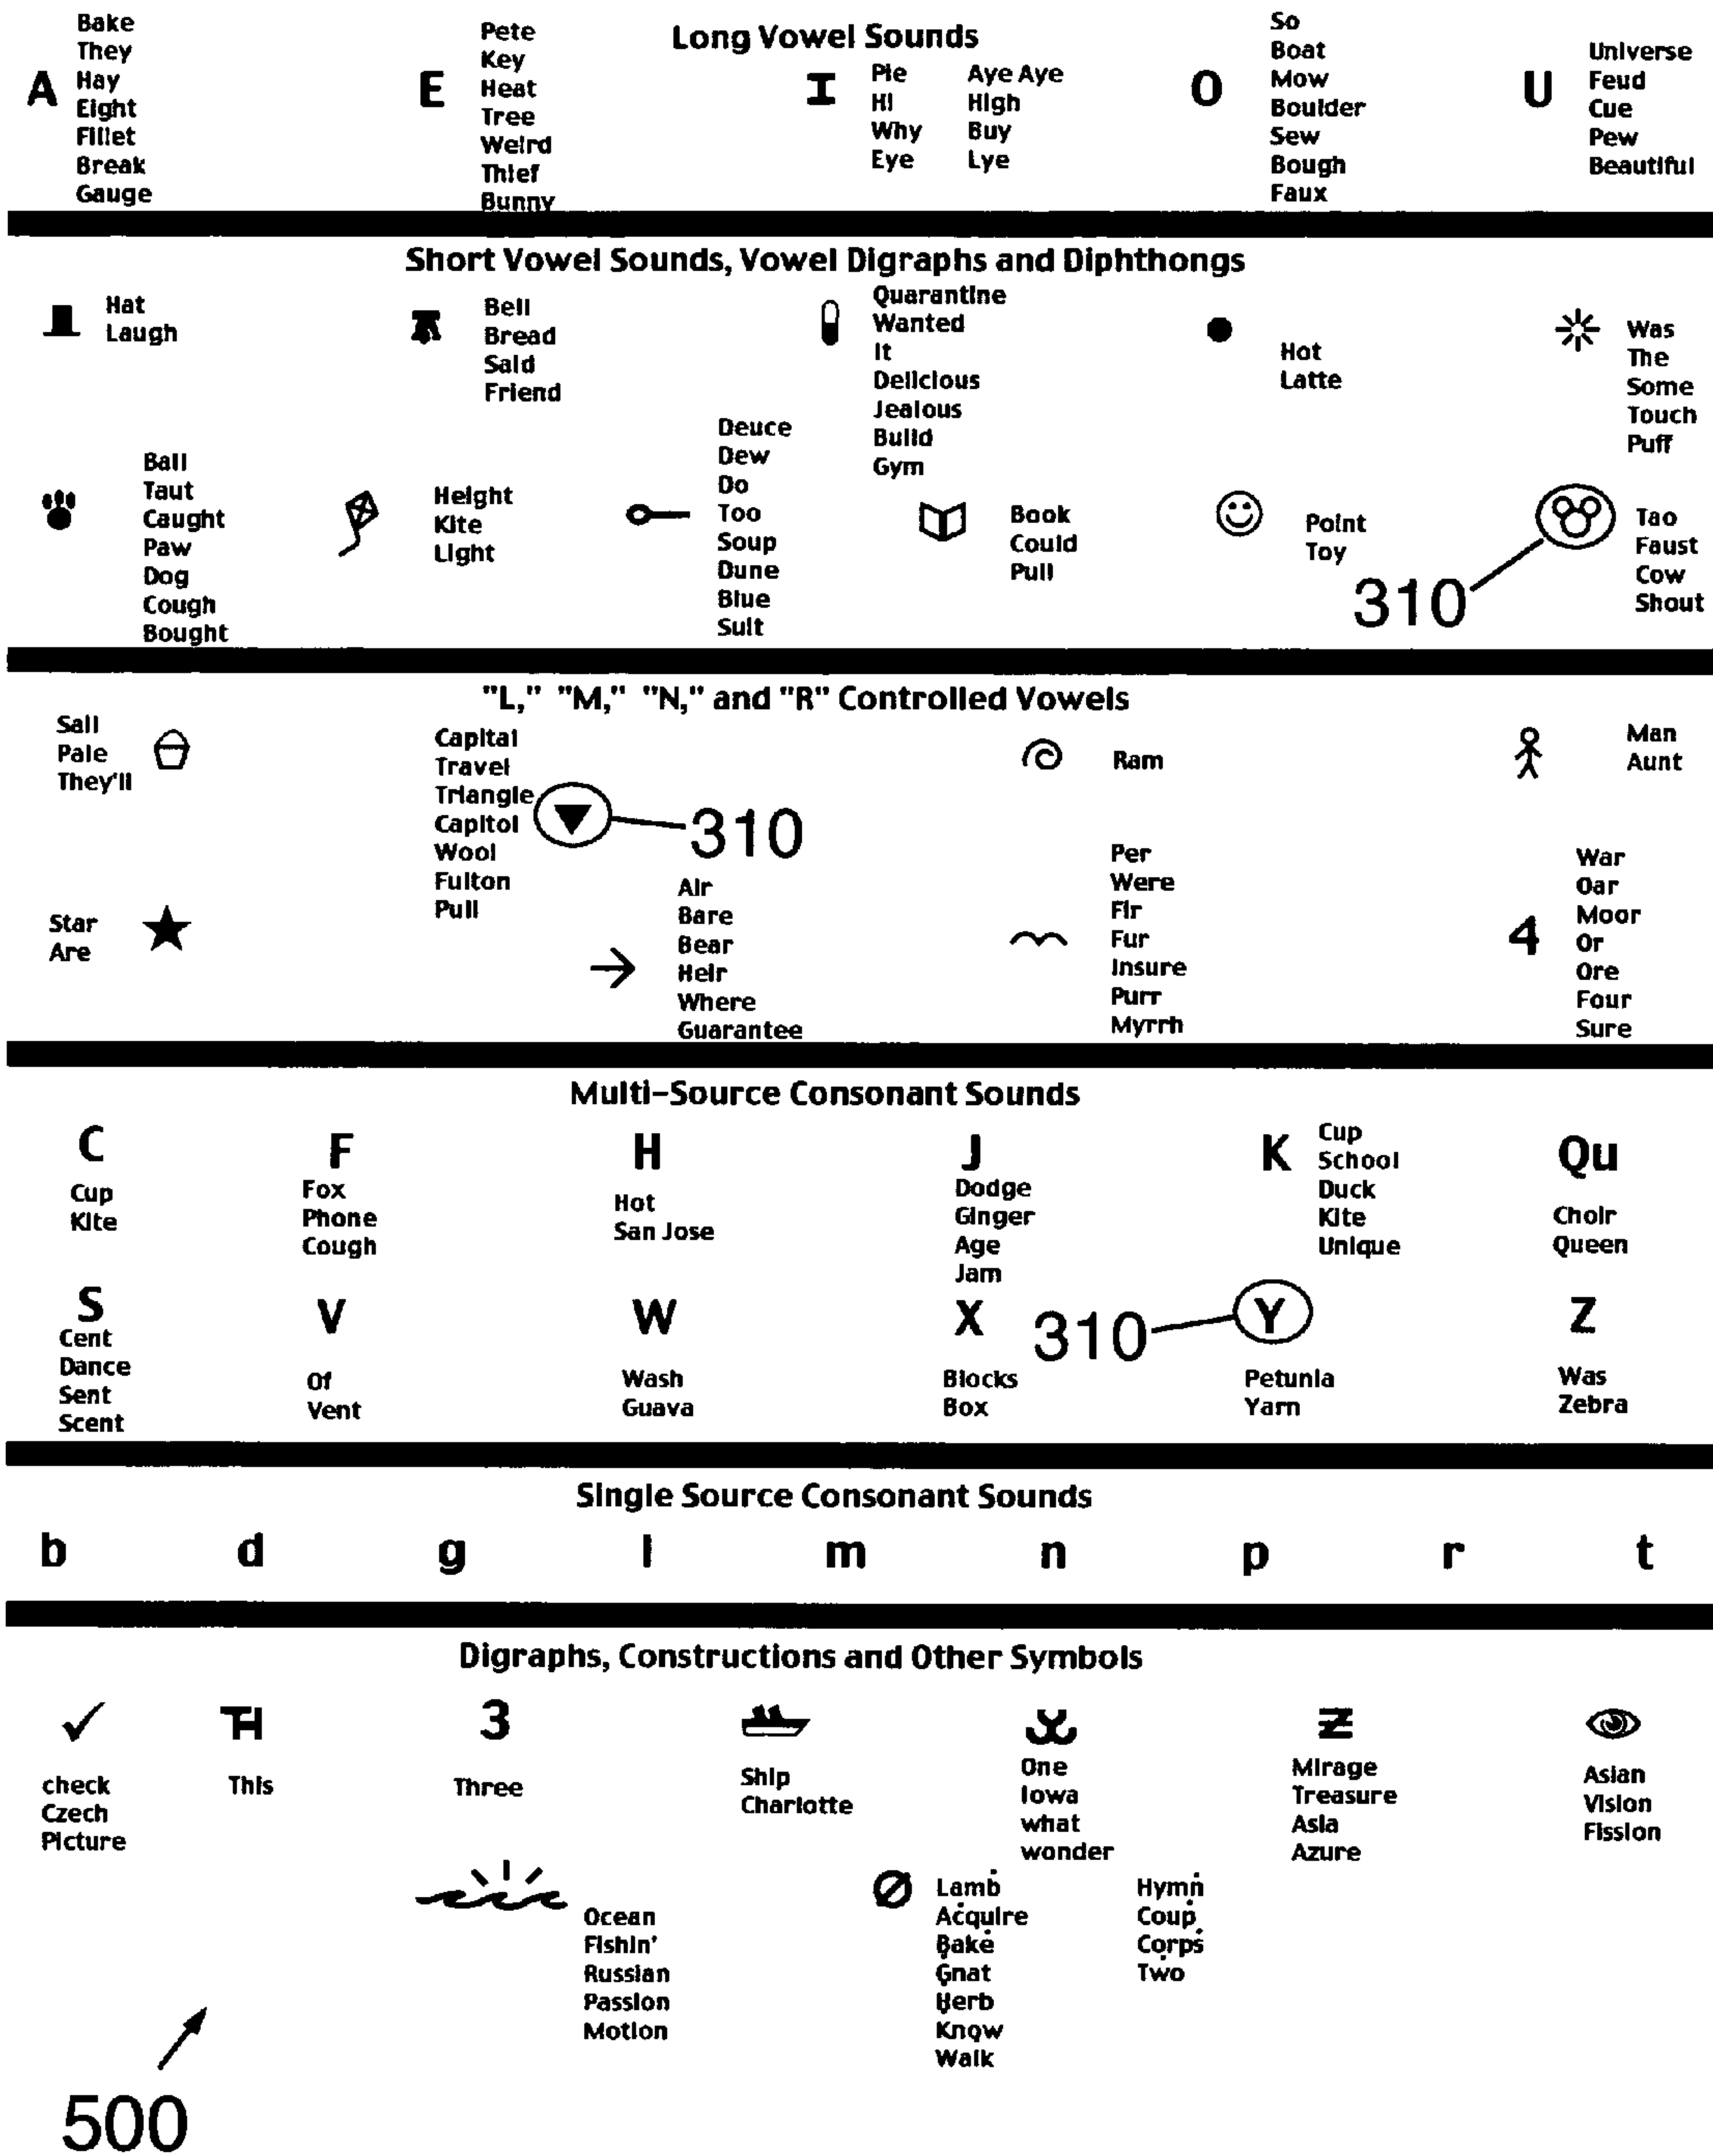 Long Vowel Sounds
A
Bake
They
Hay
Eight
Fillet
Break
Gauge
E
Pete
Key
Heat
Tree
Weird
Thief
Bunny
I
Pie
Hi
Why
Eye
Aye Aye
High
Buy
Lye
O
So
Boat
Mow
Boulder
Sew
Bough
Faux
U
Universe
Feud
Cue
Pew
Beautiful
Short Vowel Sounds, Vowel Digraphs and Diphthongs
Hat
Laugh
Bell
Bread
Said
Friend
Quarantine
Wanted
It
Delicious
Jealous
Build
Gym
Hot
Latte
Was
The
Some
Touch
Puff
Ball
Taut
Caught
Paw
Dog
Cough
Bought
Height
Kite
Light
Deuce
Dew
Do
Too
Soup
Dune
Blue
Suit
Book
Could
Pull
Point
Toy
310
Tao
Faust
Cow
Shout
"L," "M," "N," and "R" Controlled Vowels
Sail
Pale
They'll
Capital
Travel
Triangle
Capitol
Wool
Fulton
Pull
310
Ram
Man
Aunt
Star
Are
Air
Bare
Bear
Heir
Where
Guarantee
Per
Were
Fir
Fur
Insure
Purr
Myrrh
4
War
Oar
Moor
Or
Ore
Four
Sure
Multi-Source Consonant Sounds
C
Cup
Kite
F
Fox
Phone
Cough
H
Hot
San Jose
J
Dodge
Ginger
Age
Jam
K
Cup
School
Duck
Kite
Unique
Qu
Choir
Queen
S
Cent
Dance
Sent
Scent
V
Of
Vent
W
Wash
Guava
X
Blocks
Box
310
Y
Petunia
Yarn
Z
Was
Zebra
Single Source Consonant Sounds
b d g l m n p r t
Digraphs, Constructions and Other Symbols
check
Czech
Picture
TH
This
3
Three
Ship
Charlotte
One
Iowa
what
wonder
Mirage
Treasure
Asia
Azure
Asian
Vision
Fission
Ocean
Fishin'
Russian
Passion
Motion
Ø
Lamb
Acquire
Bake
Gnat
Herb
Know
Walk
Hymn
Coup
Corps
Two
500